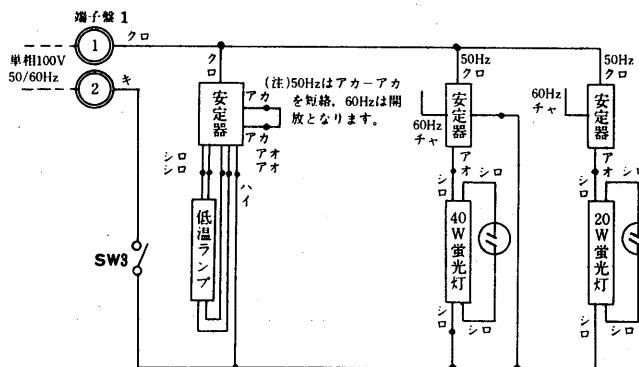 端子盤 1
単相100V
50/60Hz
1
2
クロ
キ
SW3
クロ
安定器
アカ
アカ
(注)50Hzはアカーアカ
を短絡, 60Hzは開
放となります。
シロ
シロ
アオ
アオ
ハイ
低温ランプ
50Hz
クロ
60Hz
チャ
安定器
アオ
シロ
シロ
40W蛍光灯
シロ
シロ
50Hz
クロ
60Hz
チャ
安定器
アオ
シロ
シロ
20W蛍光灯
シロ
シロ